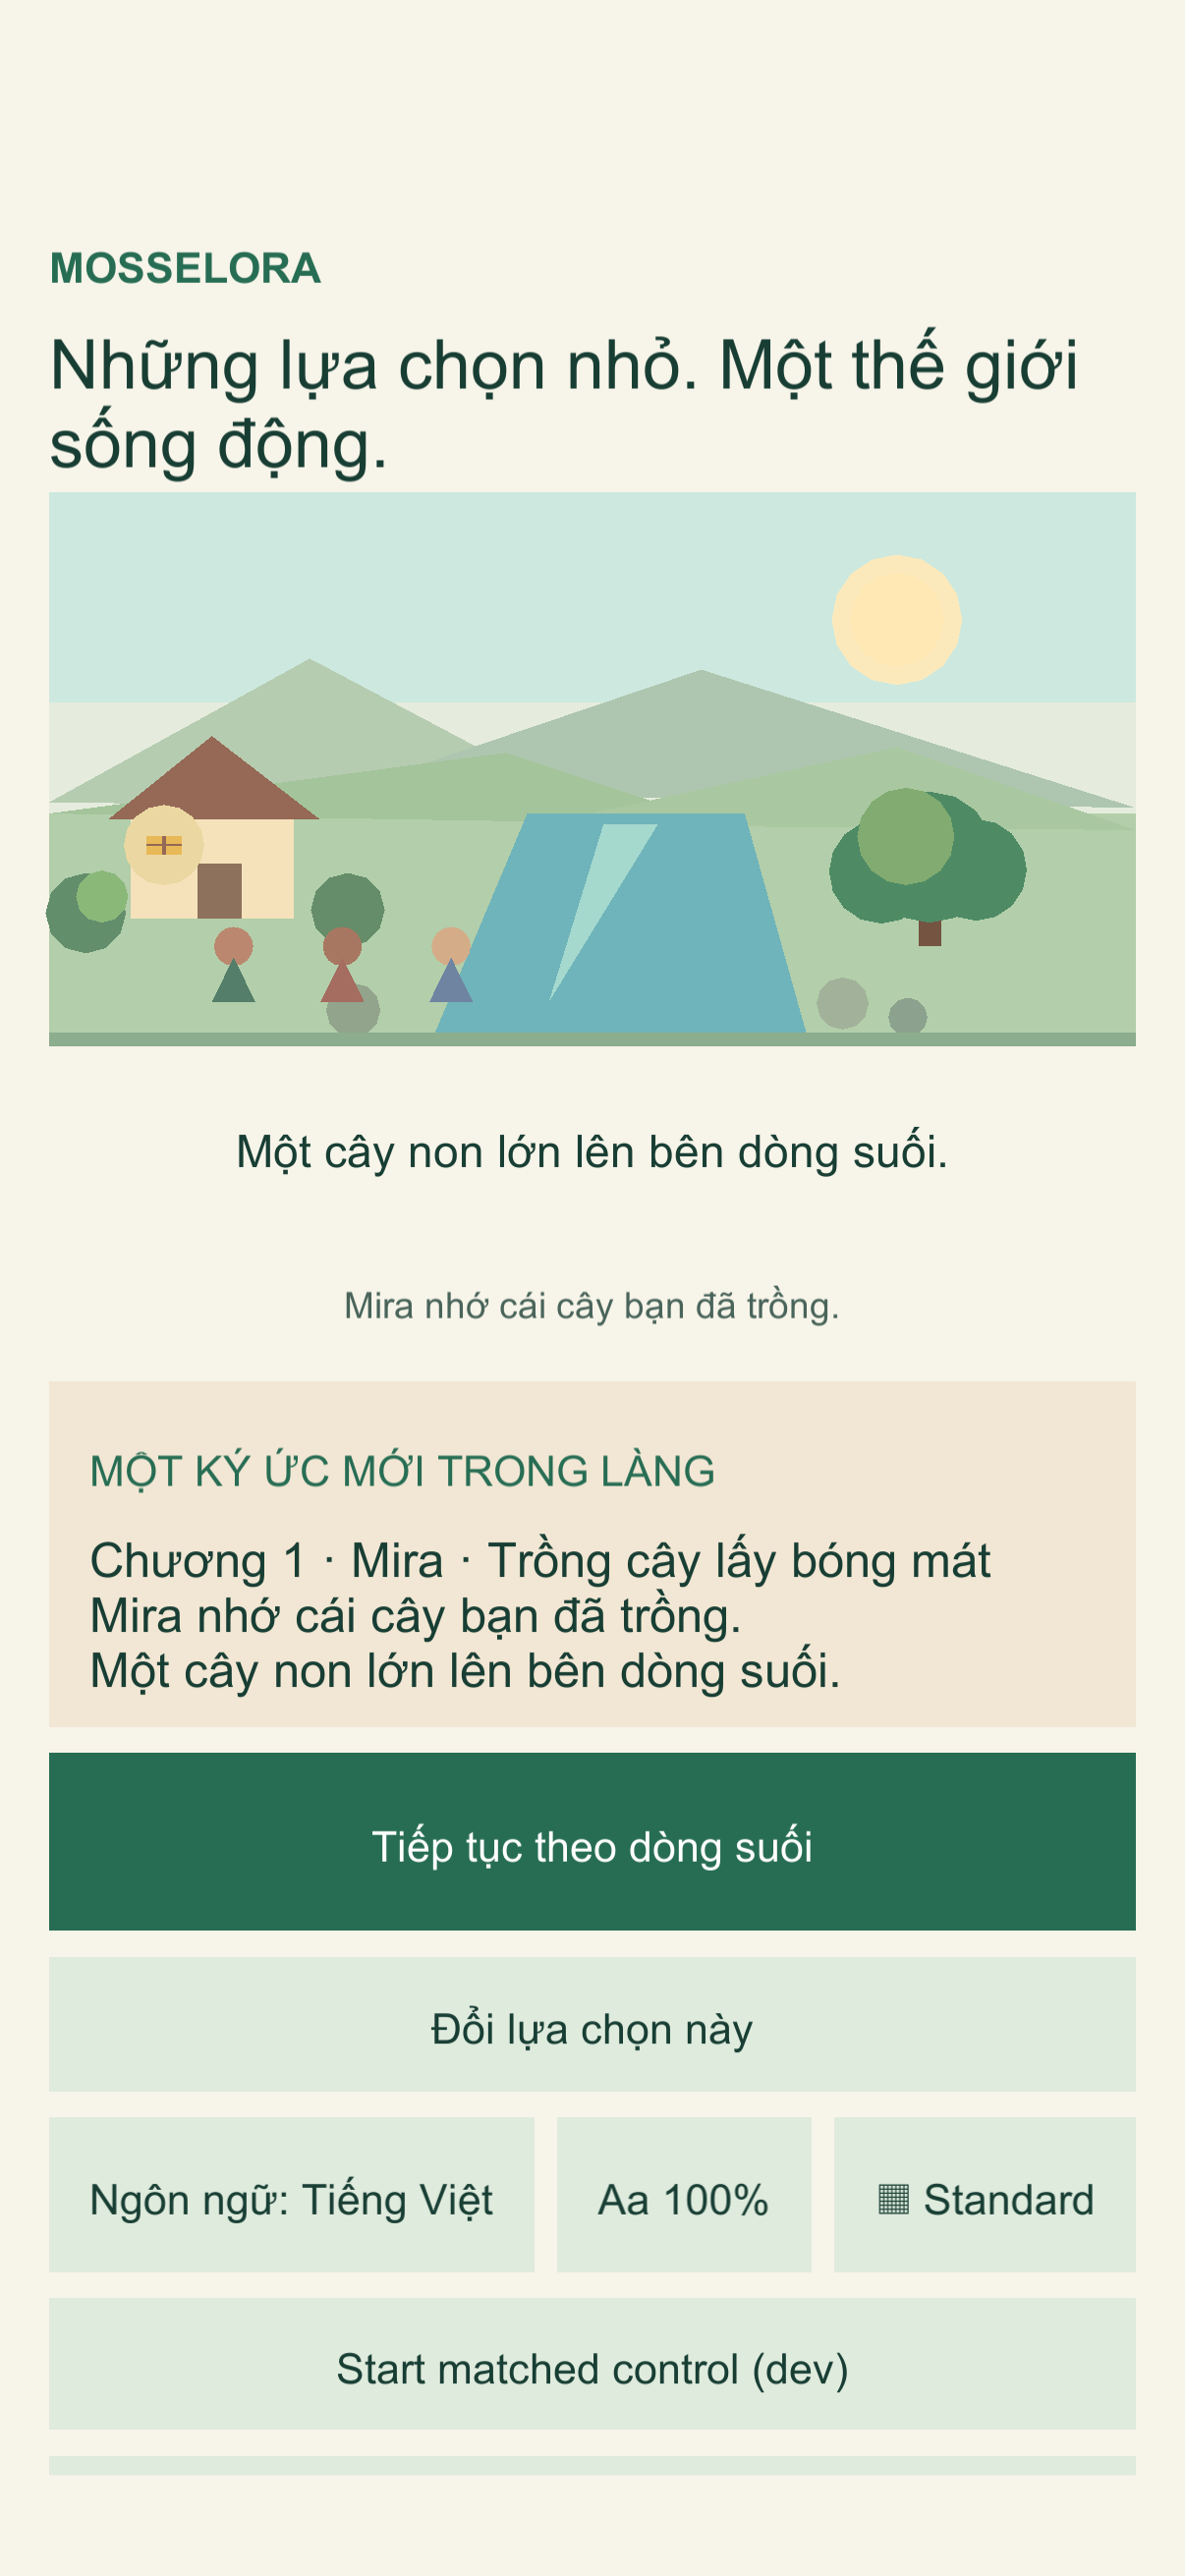 MOSSELORA
Những lựa chọn nhỏ. Một thế giới
sống động.
Một cây non lớn lên bên dòng suối.
Mira nhớ cái cây bạn đã trồng.
MỘT KÝ ỨC MỚI TRONG LÀNG
Chương 1 · Mira · Trồng cây lấy bóng mát
Mira nhớ cái cây bạn đã trồng.
Một cây non lớn lên bên dòng suối.
Tiếp tục theo dòng suối
Đổi lựa chọn này
Ngôn ngữ: Tiếng Việt
Aa 100%
▦ Standard
Start matched control (dev)